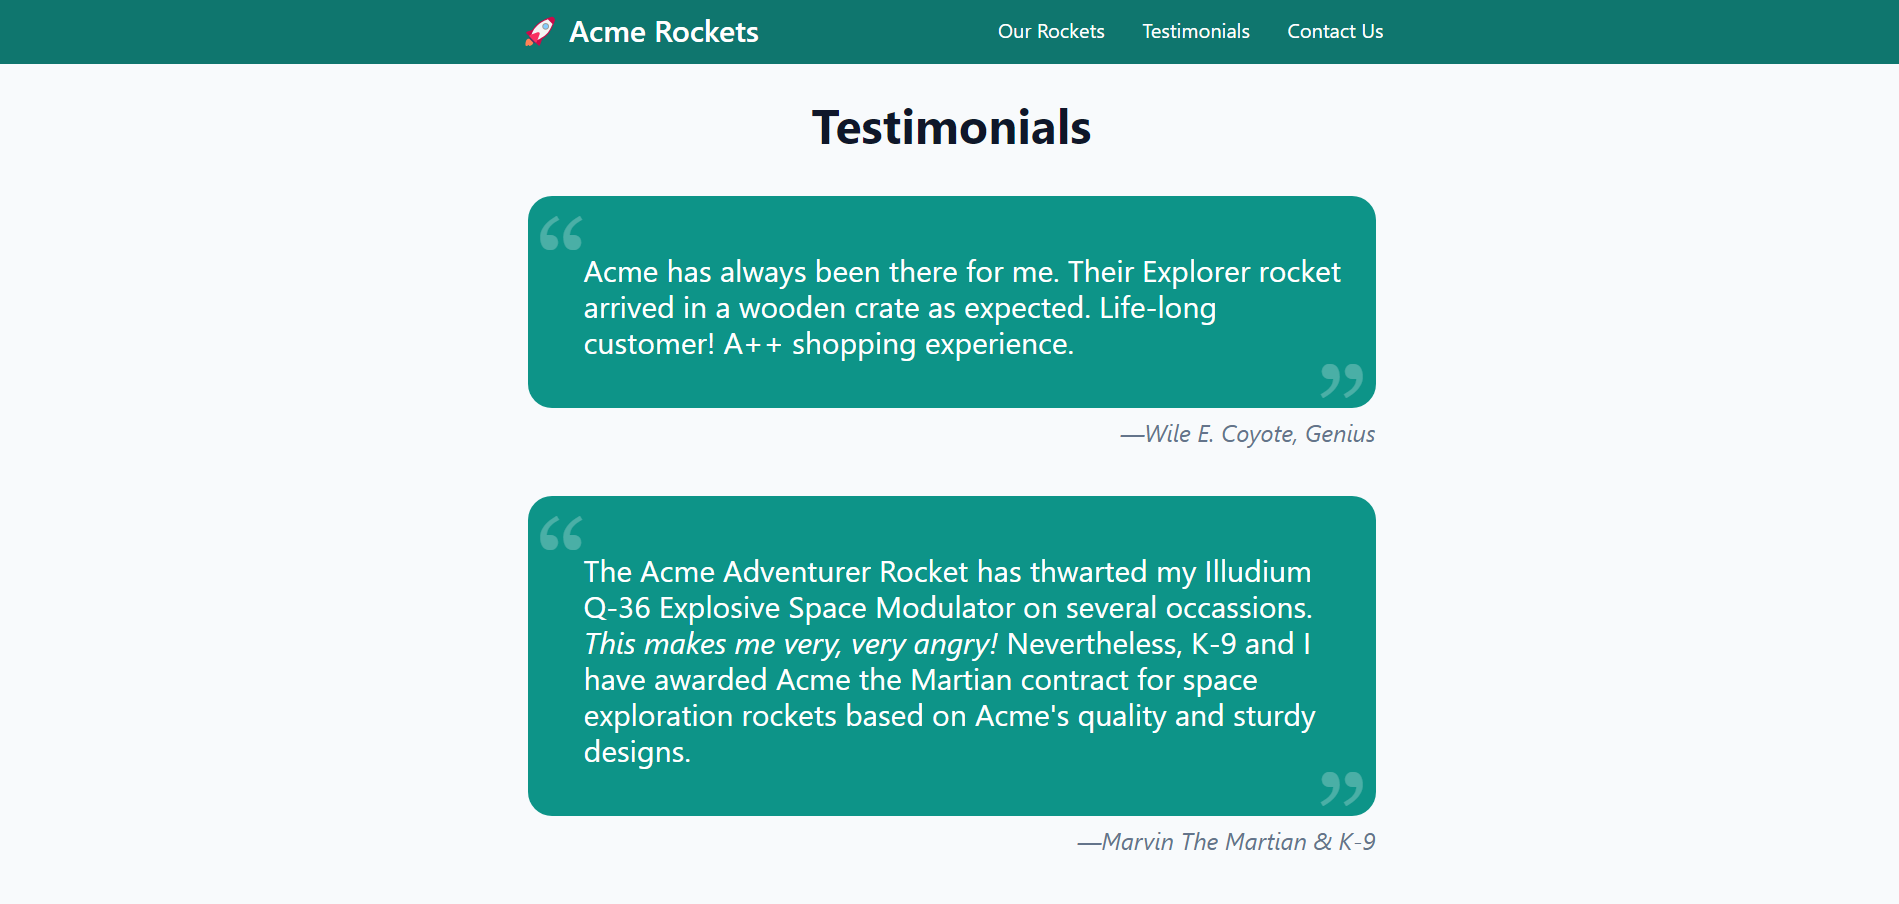 🚀 Acme Rockets
Our Rockets Testimonials Contact Us
Testimonials
“
Acme has always been there for me. Their Explorer rocket
arrived in a wooden crate as expected. Life-long
customer! A++ shopping experience.
”
—Wile E. Coyote, Genius
“
The Acme Adventurer Rocket has thwarted my Illudium
Q-36 Explosive Space Modulator on several occassions.
This makes me very, very angry! Nevertheless, K-9 and I
have awarded Acme the Martian contract for space
exploration rockets based on Acme's quality and sturdy
designs.
”
—Marvin The Martian & K-9